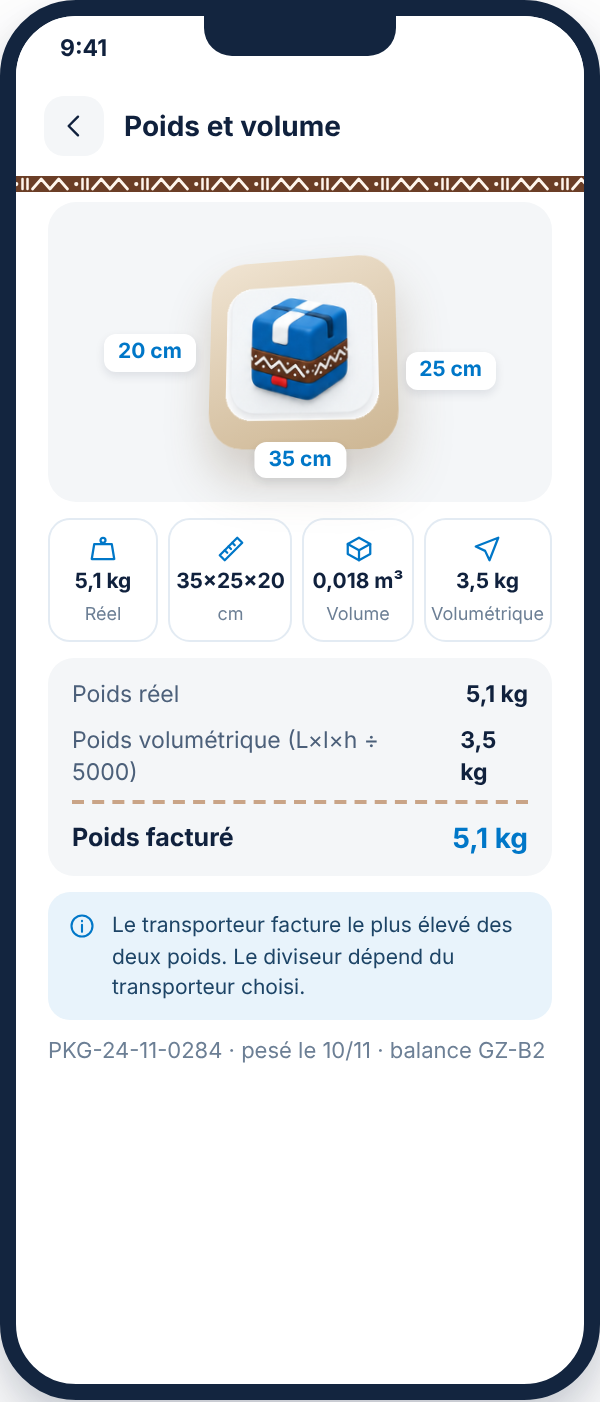 9:41
Poids et volume
20 cm
25 cm
35 cm
5,1 kg
Réel
35×25×20
cm
0,018 m³
Volume
3,5 kg
Volumétrique
Poids réel
5,1 kg
Poids volumétrique (L×l×h ÷
5000)
3,5
kg
Poids facturé
5,1 kg
Le transporteur facture le plus élevé des
deux poids. Le diviseur dépend du
transporteur choisi.
PKG-24-11-0284 · pesé le 10/11 · balance GZ-B2